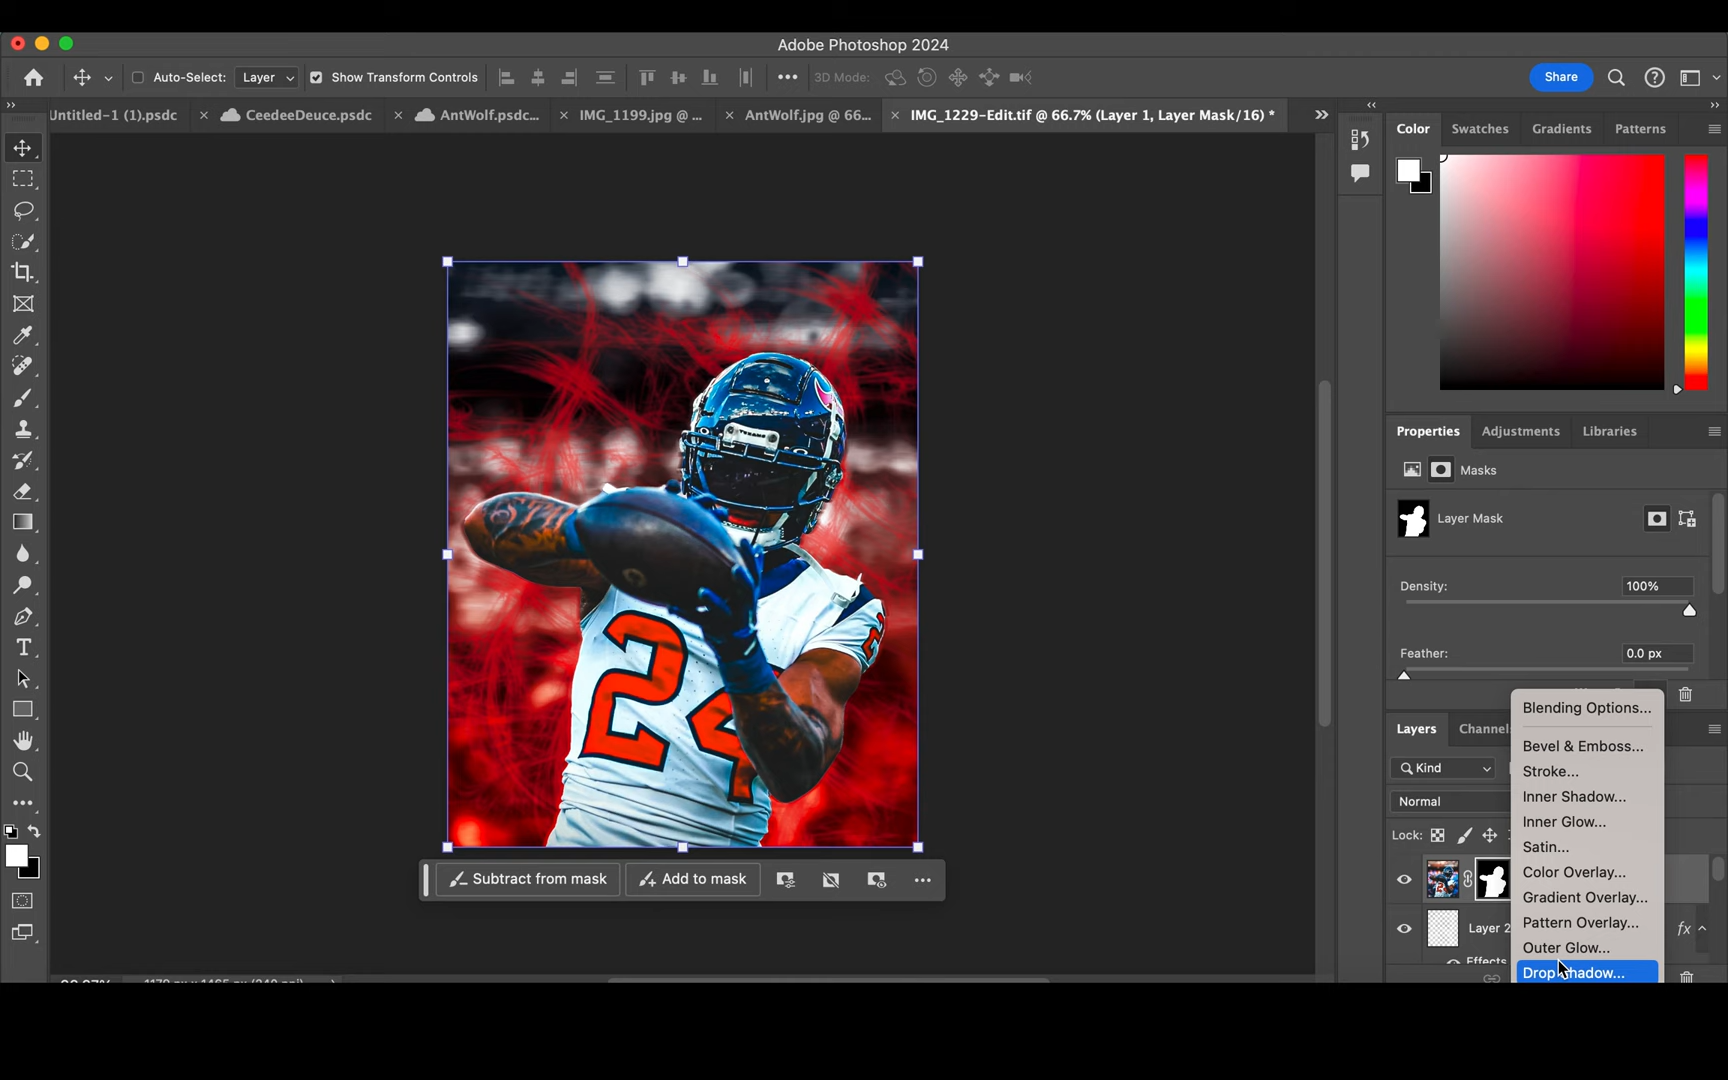 Adobe Photoshop 2024
Auto-Select: Layer Show Transform Controls ••• 3D Mode: Share
Untitled-1 (1).psdc × CeedeeDeuce.psdc × AntWolf.psdc... × IMG_1199.jpg @ ... × AntWolf.jpg @ 66... × IMG_1229-Edit.tif @ 66.7% (Layer 1, Layer Mask/16) *
Color Swatches Gradients Patterns
Properties Adjustments Libraries
Masks
Layer Mask
Density: 100%
Feather: 0.0 px
Blending Options...
Layers Channel
Bevel & Emboss...
Kind
Stroke...
Normal
Inner Shadow...
Inner Glow...
Lock:
Satin...
Color Overlay...
Gradient Overlay...
Pattern Overlay...
Layer 2 fx
Outer Glow...
Effects
Drop Shadow...
TEXANS
2
24
Subtract from mask Add to mask •••